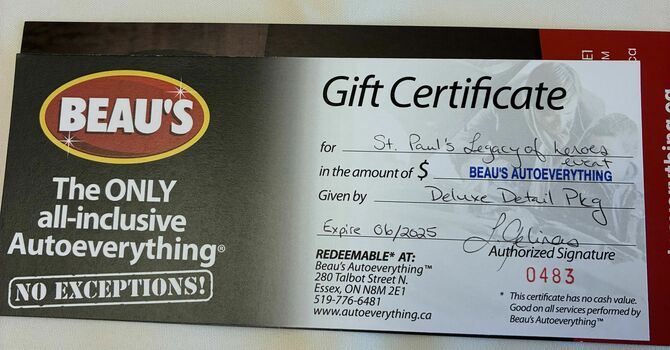 BEAU'S
The ONLY
all-inclusive
Autoeverything®
NO EXCEPTIONS!
Gift Certificate
for St. Paul's Legacy of heroes
event
in the amount of $ BEAU'S AUTOEVERYTHING
Given by Deluxe Detail Pkg
Expire 06/2025
Authorized Signature
0483
REDEEMABLE* AT:
Beau's Autoeverything™
280 Talbot Street N.
Essex, ON N8M 2E1
519-776-6481
www.autoeverything.ca
* This certificate has no cash value.
Good on all services performed by
Beau's Autoeverything™